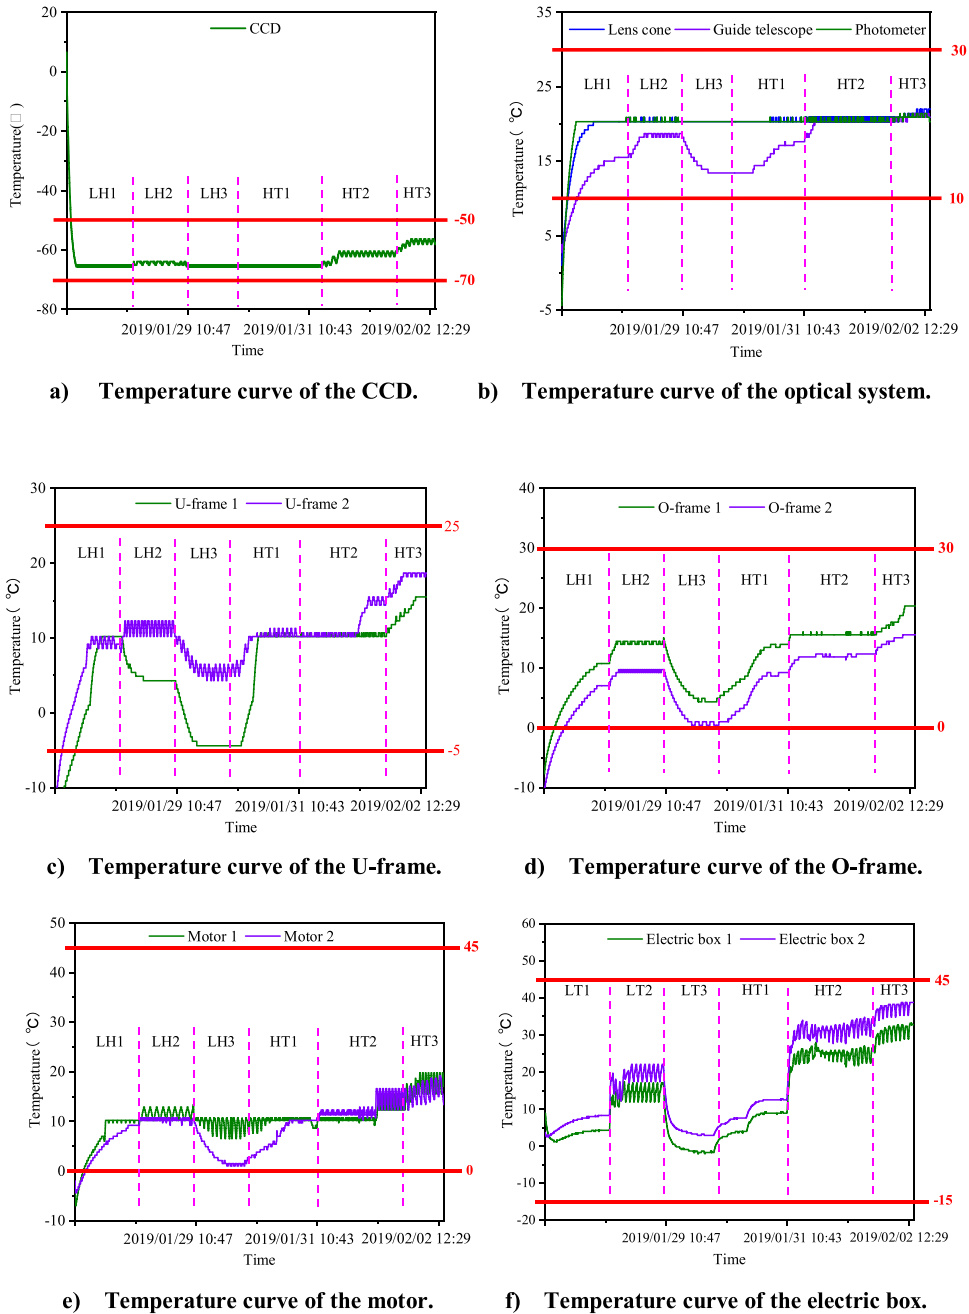 CCD
20
0
-20
-40
-60
-80
Temperature(□)
LH1 LH2 LH3 HT1 HT2 HT3
-50
-70
2019/01/29 10:47 2019/01/31 10:43 2019/02/02 12:29
Time
a) Temperature curve of the CCD.
Lens cone Guide telescope Photometer
35
25
15
5
-5
Temperature(℃)
LH1 LH2 LH3 HT1 HT2 HT3
30
10
2019/01/29 10:47 2019/01/31 10:43 2019/02/02 12:29
Time
b) Temperature curve of the optical system.
U-frame 1 U-frame 2
30
20
10
0
-10
Temperature(℃)
LH1 LH2 LH3 HT1 HT2 HT3
25
-5
2019/01/29 10:47 2019/01/31 10:43 2019/02/02 12:29
Time
c) Temperature curve of the U-frame.
O-frame 1 O-frame 2
40
30
20
10
0
-10
Temperature(℃)
LH1 LH2 LH3 HT1 HT2 HT3
30
0
2019/01/29 10:47 2019/01/31 10:43 2019/02/02 12:29
Time
d) Temperature curve of the O-frame.
Motor 1 Motor 2
50
40
30
20
10
0
-10
Temperature(℃)
LH1 LH2 LH3 HT1 HT2 HT3
45
0
2019/01/29 10:47 2019/01/31 10:43 2019/02/02 12:29
Time
e) Temperature curve of the motor.
Electric box 1 Electric box 2
60
50
40
30
20
10
0
-10
-20
Temperature(℃)
LT1 LT2 LT3 HT1 HT2 HT3
45
-15
2019/01/29 10:47 2019/01/31 10:43 2019/02/02 12:29
Time
f) Temperature curve of the electric box.